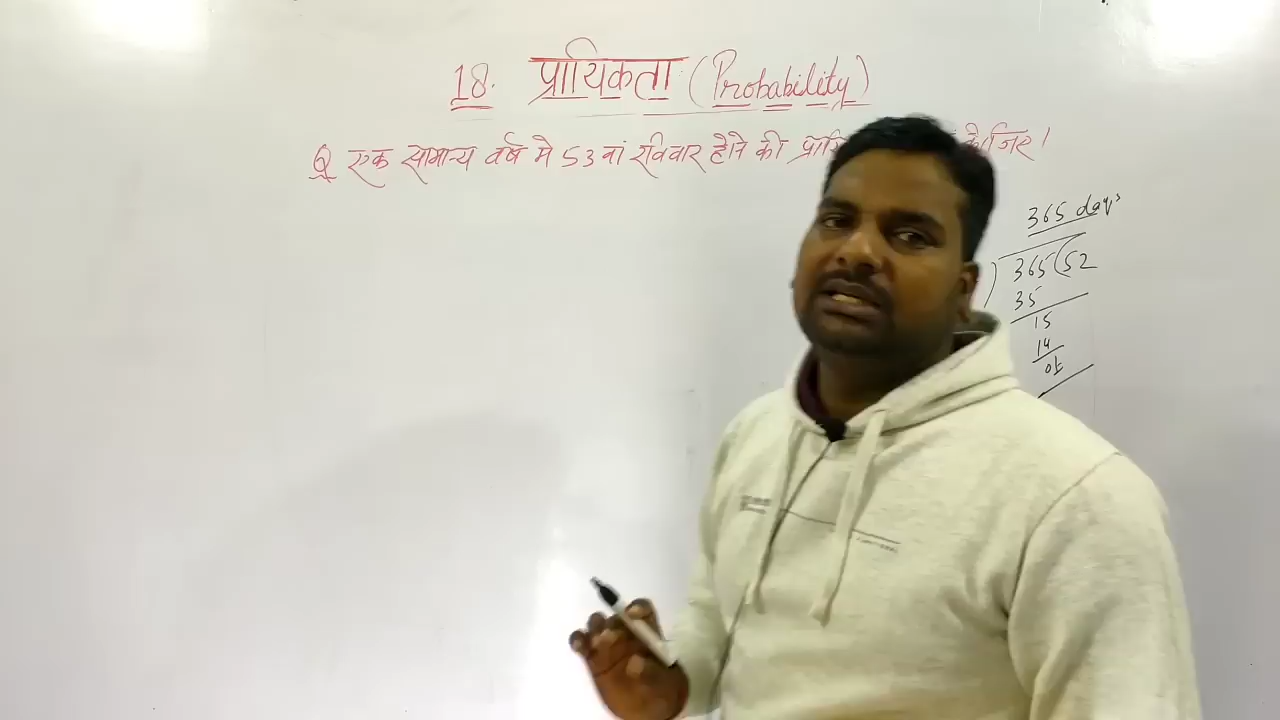 18. प्रायिकता (Probability)
Q एक सामान्य वर्ष मे 53 वां रविवार होने की
365 days
) 365 ( 52
35
15
14
01